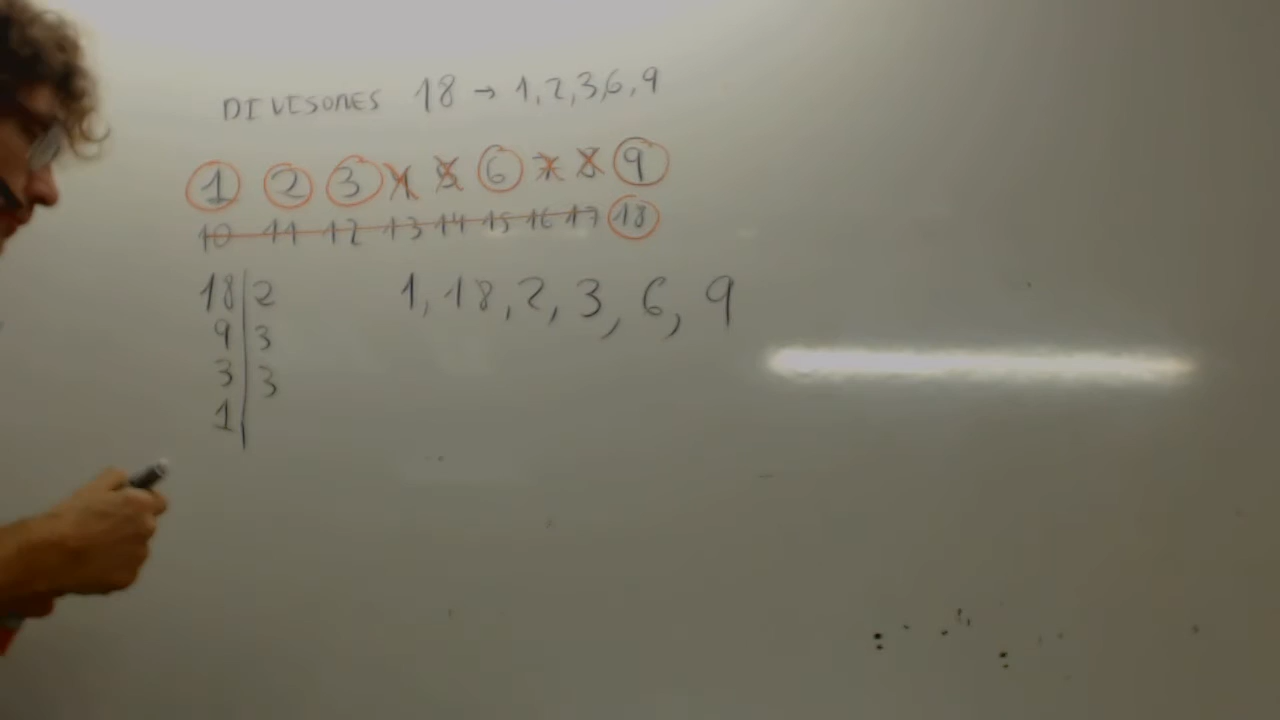 DIVISORES 18 → 1, 2, 3, 6, 9
1 2 3 4 5 6 7 8 9
10 11 12 13 14 15 16 17 18
18 | 2
9 | 3
3 | 3
1 |
1, 18, 2, 3, 6, 9